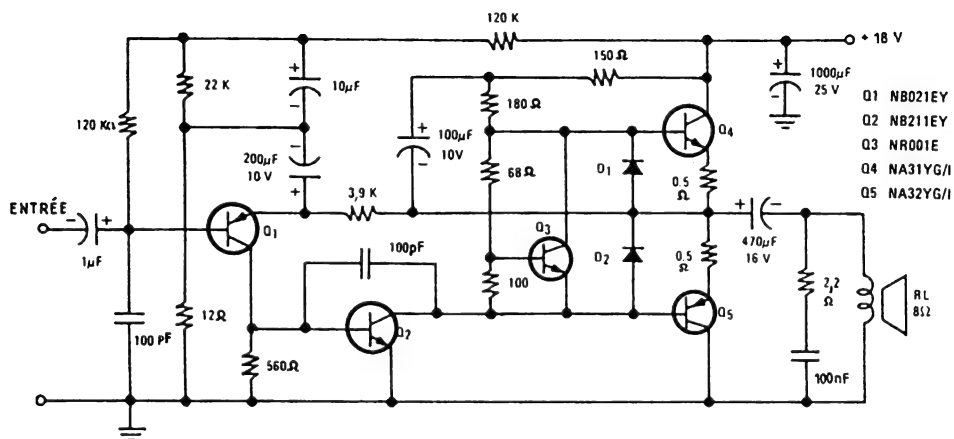 120 K
+ 18 V
150 Ω
22 K
10µF
1000µF
25 V
Q1 NB021EY
Q2 NB211EY
Q3 NR001E
Q4 NA31YG/I
Q5 NA32YG/I
180 Ω
120 KΩ
100µF
10V
Q4
200µF
10 V
68 Ω
D1
0.5
Ω
ENTRÉE
3,9 K
Q1
Q3
1µF
100pF
D2
0.5
Ω
470µF
16 V
2,2
Ω
RL
8Ω
100
100 PF
12Ω
Q2
Q5
560Ω
100nF